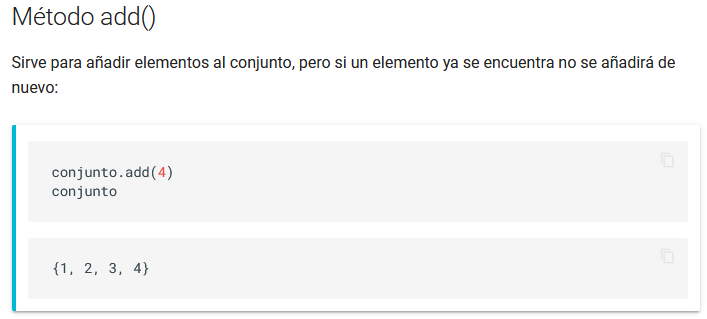 Método add()
Sirve para añadir elementos al conjunto, pero si un elemento ya se encuentra no se añadirá de
nuevo:
conjunto.add(4)
conjunto
{1, 2, 3, 4}